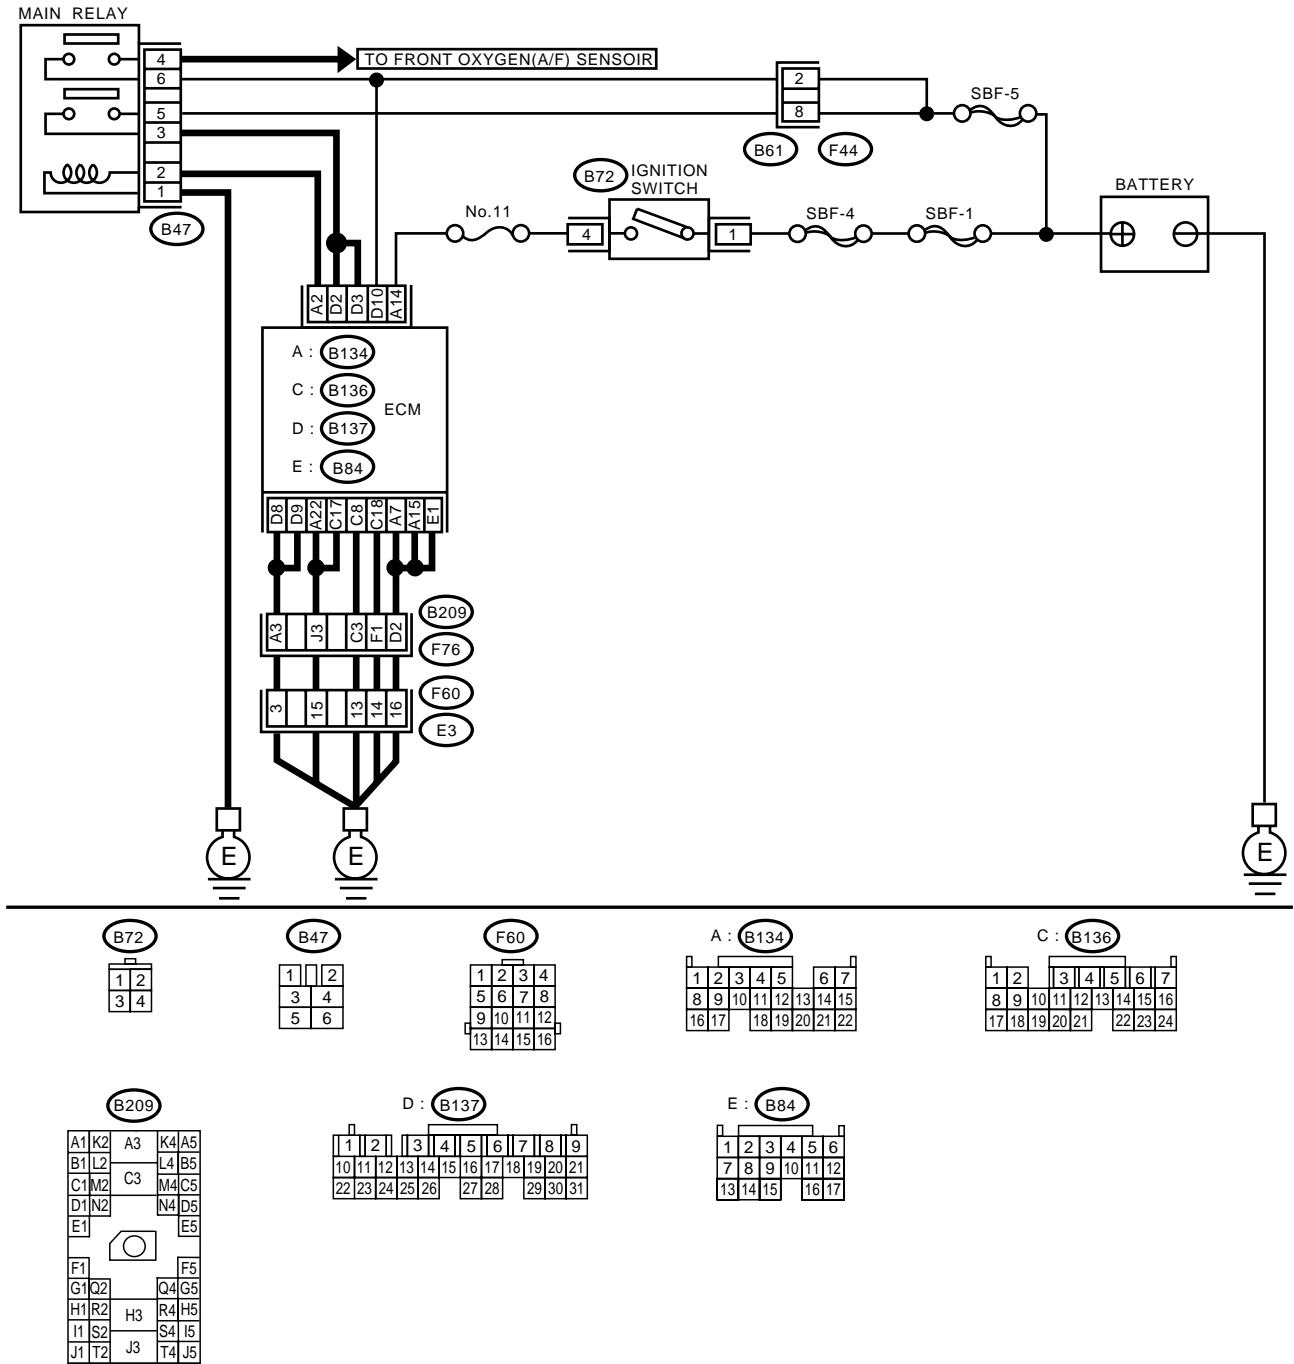 MAIN RELAY
4
TO FRONT OXYGEN(A/F) SENSOIR
6
2
5
8
SBF-5
3
B61
F44
2
B72
IGNITION
SWITCH
BATTERY
1
B47
No.11
4
1
SBF-4
SBF-1
A2
D2
D3
D10
A14
A : B134
C : B136
ECM
D : B137
E : B84
D8
D9
A22
C17
C8
C18
A7
A15
E1
B209
A3
J3
C3
F1
D2
F76
F60
3
15
13
14
16
E3
E
E
E
B72
1 2
3 4
B47
1 2
3 4
5 6
F60
1 2 3 4
5 6 7 8
9 10 11 12
13 14 15 16
A : B134
1 2 3 4 5 6 7
8 9 10 11 12 13 14 15
16 17 18 19 20 21 22
C : B136
1 2 3 4 5 6 7
8 9 10 11 12 13 14 15 16
17 18 19 20 21 22 23 24
B209
A1 K2 A3 K4 A5
B1 L2 L4 B5
C1 M2 C3 M4 C5
D1 N2 N4 D5
E1 E5
F1 F5
G1 Q2 Q4 G5
H1 R2 H3 R4 H5
I1 S2 S4 I5
J1 T2 J3 T4 J5
D : B137
1 2 3 4 5 6 7 8 9
10 11 12 13 14 15 16 17 18 19 20 21
22 23 24 25 26 27 28 29 30 31
E : B84
1 2 3 4 5 6
7 8 9 10 11 12
13 14 15 16 17